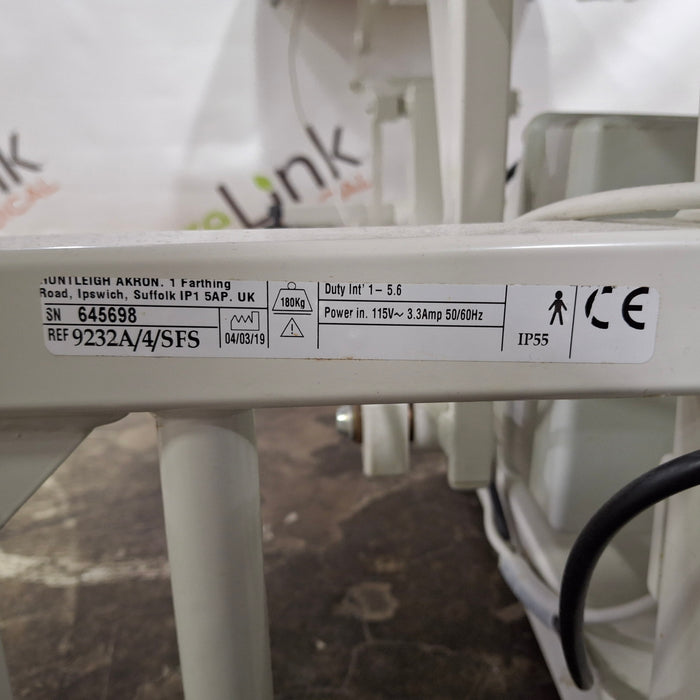 Link
HUNTLEIGH AKRON. 1 Farthing
Road, Ipswich, Suffolk IP1 5AP. UK
SN 645698
REF 9232A/4/SFS
04/03/19
180Kg
Duty Int' 1 - 5.6
Power in. 115V~ 3.3Amp 50/60Hz
IP55
CE